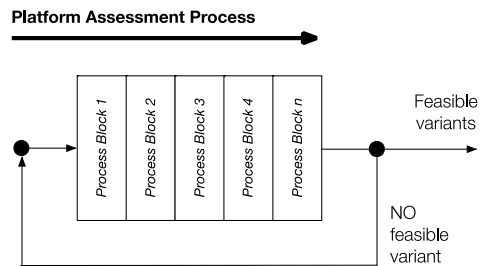 Platform Assessment Process
Process Block 1
Process Block 2
Process Block 3
Process Block 4
Process Block n
Feasible
variants
NO
feasible
variant